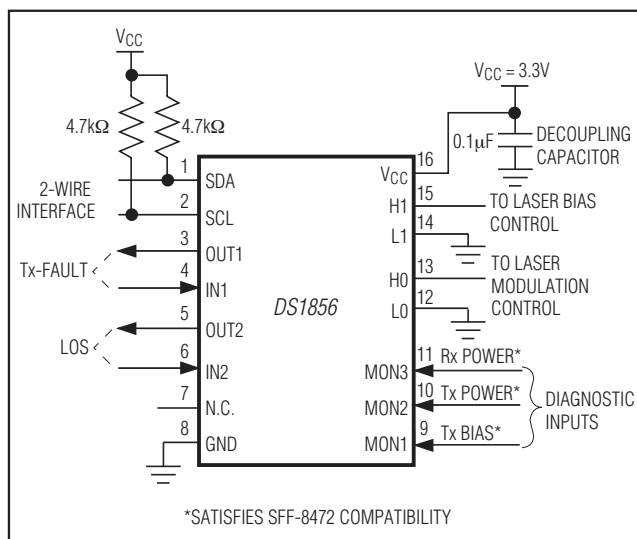 VCC
4.7kΩ
4.7kΩ
2-WIRE
INTERFACE
Tx-FAULT
LOS
1
SDA
2
SCL
3
OUT1
4
IN1
5
OUT2
6
IN2
7
N.C.
8
GND
DS1856
VCC = 3.3V
0.1μF
DECOUPLING
CAPACITOR
16
VCC
15
H1
TO LASER BIAS
CONTROL
14
L1
13
H0
TO LASER
MODULATION
CONTROL
12
L0
11
MON3
Rx POWER*
10
MON2
Tx POWER*
9
MON1
Tx BIAS*
DIAGNOSTIC
INPUTS
*SATISFIES SFF-8472 COMPATIBILITY